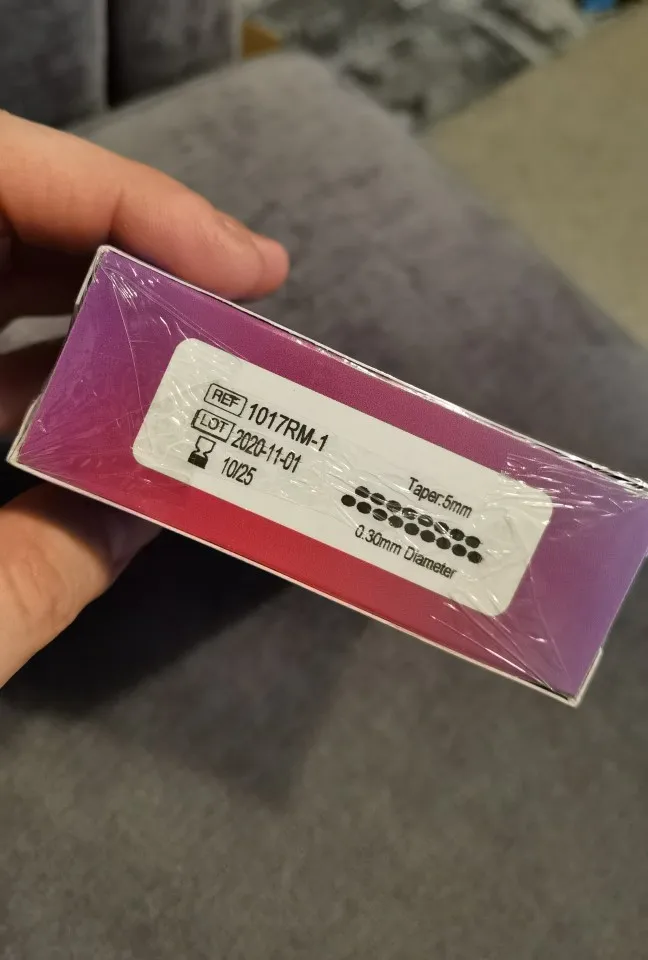 REF 1017RM-1
LOT 2020-11-01
10/25
Taper:5mm
0.30mm Diameter